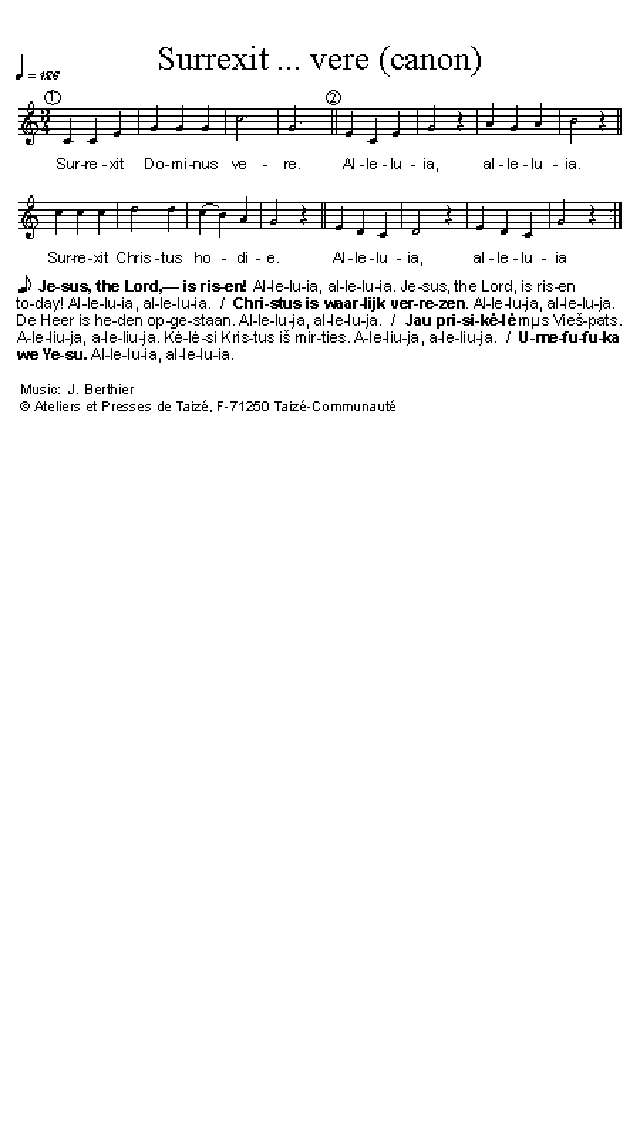 Surrexit ... vere (canon)
① ②
Sur-re-xit Do-mi-nus ve - re. Al-le-lu-ia, al-le-lu-ia.
Sur-re-xit Chris-tus ho-di-e. Al-le-lu-ia, al-le-lu-ia
Je-sus, the Lord,— is ris-en! Al-le-lu-ia, al-le-lu-ia. Je-sus, the Lord, is ris-en
to-day! Al-le-lu-ia, al-le-lu-ia. / Chri-stus is waar-lijk ver-re-zen. Al-le-lu-ja, al-le-lu-ja.
De Heer is he-den op-ge-staan. Al-le-lu-ja, al-le-lu-ja. / Jau pri-si-kė-lė mµs Vieš-pats.
A-le-liu-ja, a-le-liu-ja. Kė-lė-si Kris-tus iš mir-ties. A-le-liu-ja, a-le-liu-ja. / U-me-fu-fu-ka
we Ye-su. Al-le-lu-ia, al-le-lu-ia.
Music: J. Berthier
© Ateliers et Presses de Taizé, F-71250 Taizé-Communauté